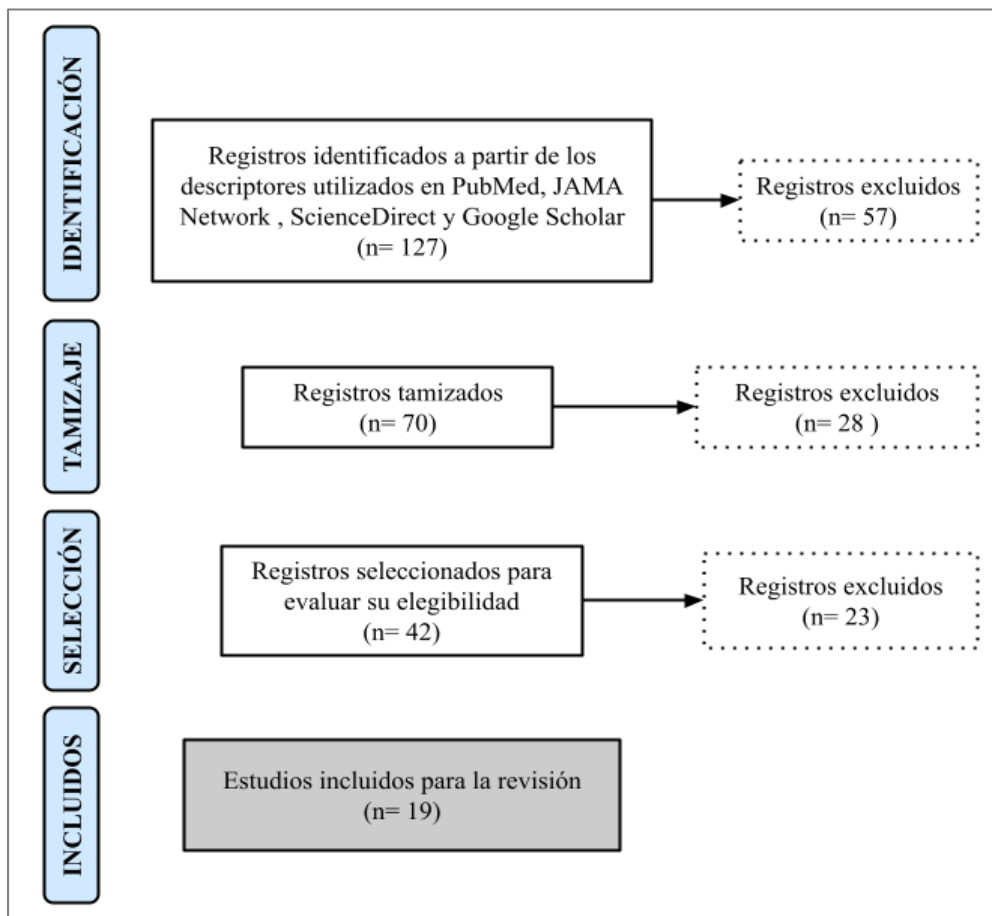 IDENTIFICACIÓN
Registros identificados a partir de los
descriptores utilizados en PubMed, JAMA
Network , ScienceDirect y Google Scholar
(n= 127)
Registros excluidos
(n= 57)
TAMIZAJE
Registros tamizados
(n= 70)
Registros excluidos
(n= 28 )
SELECCIÓN
Registros seleccionados para
evaluar su elegibilidad
(n= 42)
Registros excluidos
(n= 23)
INCLUIDOS
Estudios incluidos para la revisión
(n= 19)